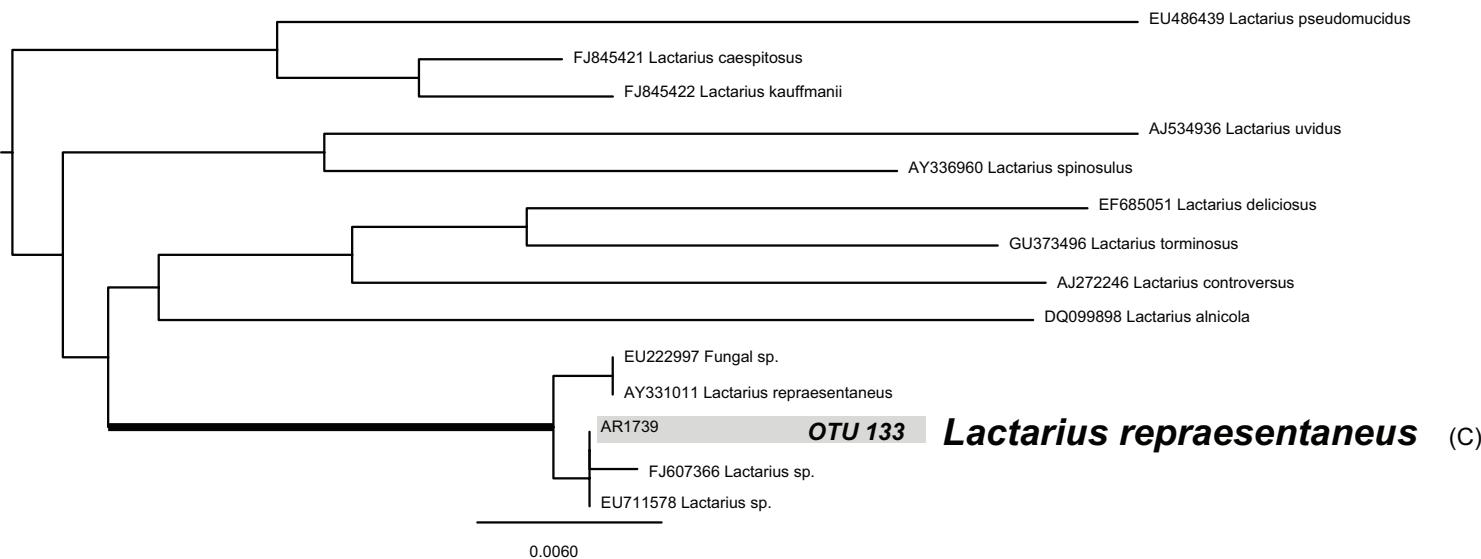 EU486439 Lactarius pseudomucidus
FJ845421 Lactarius caespitosus
FJ845422 Lactarius kauffmanii
AJ534936 Lactarius uvidus
AY336960 Lactarius spinosulus
EF685051 Lactarius deliciosus
GU373496 Lactarius torminosus
AJ272246 Lactarius controversus
DQ099898 Lactarius alnicola
EU222997 Fungal sp.
AY331011 Lactarius repraesentaneus
AR1739 OTU 133 Lactarius repraesentaneus (C)
FJ607366 Lactarius sp.
EU711578 Lactarius sp.
0.0060